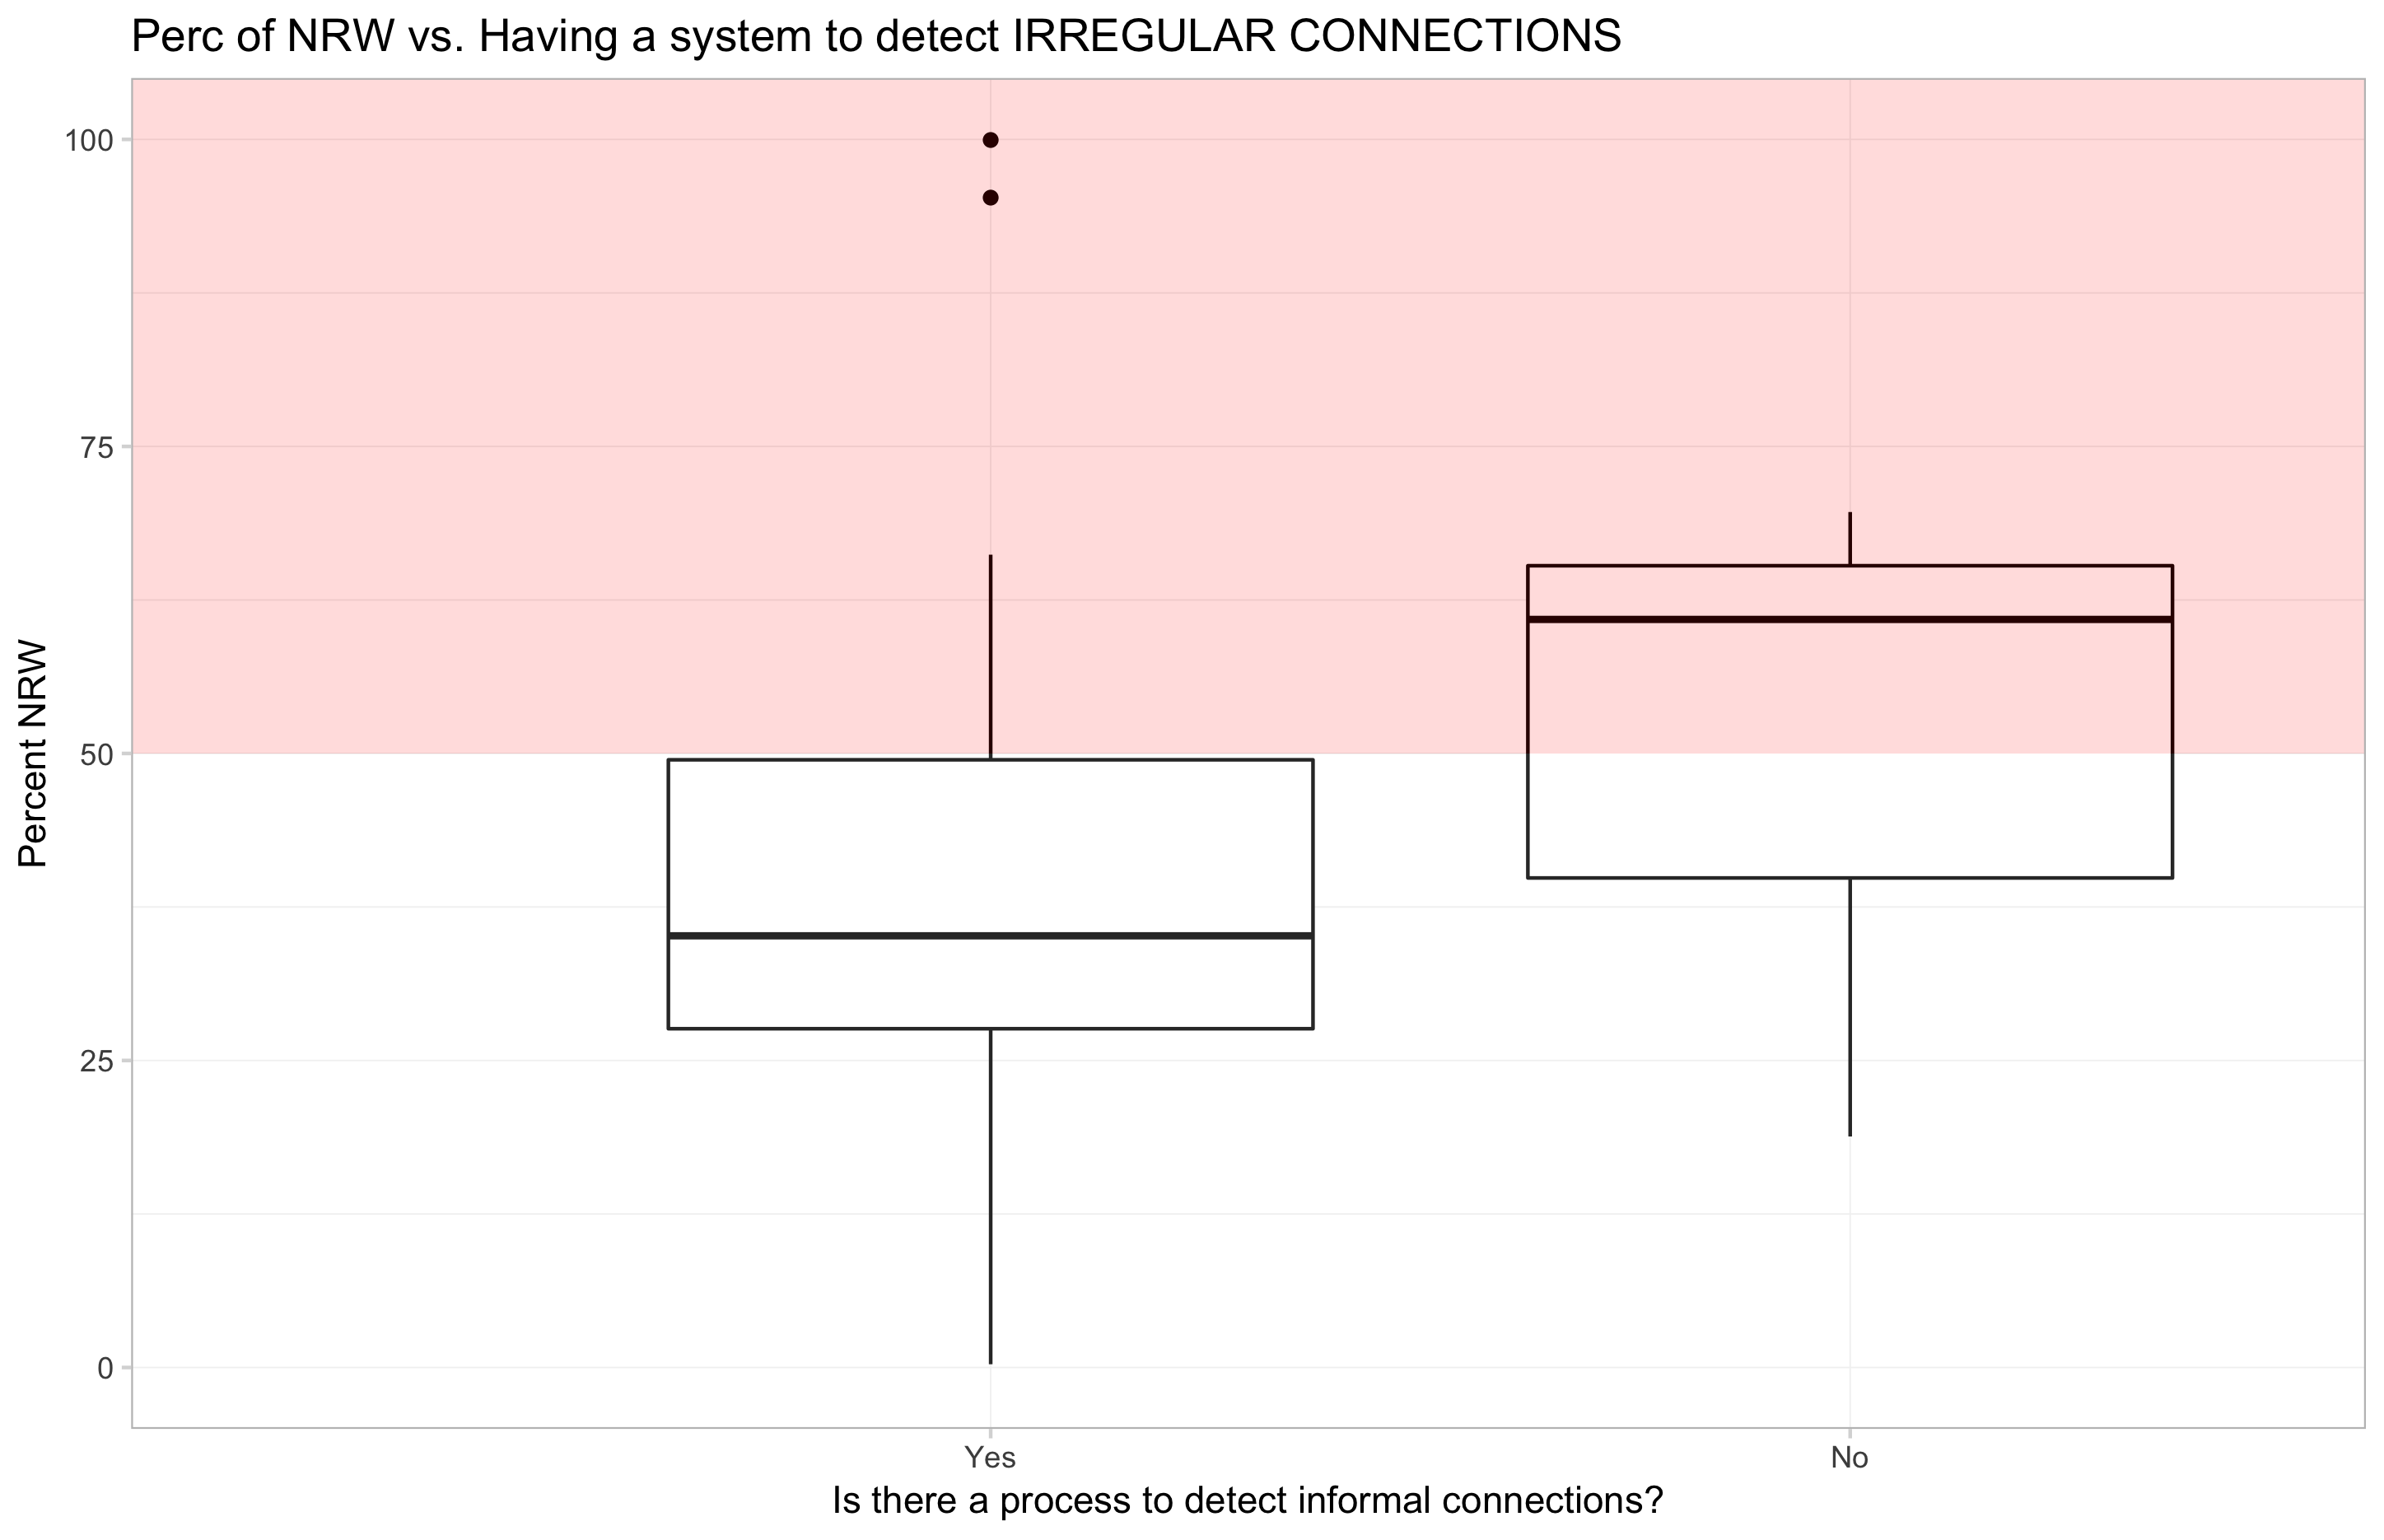 Perc of NRW vs. Having a system to detect IRREGULAR CONNECTIONS
100
75
50
25
0
Percent NRW
Yes
No
Is there a process to detect informal connections?